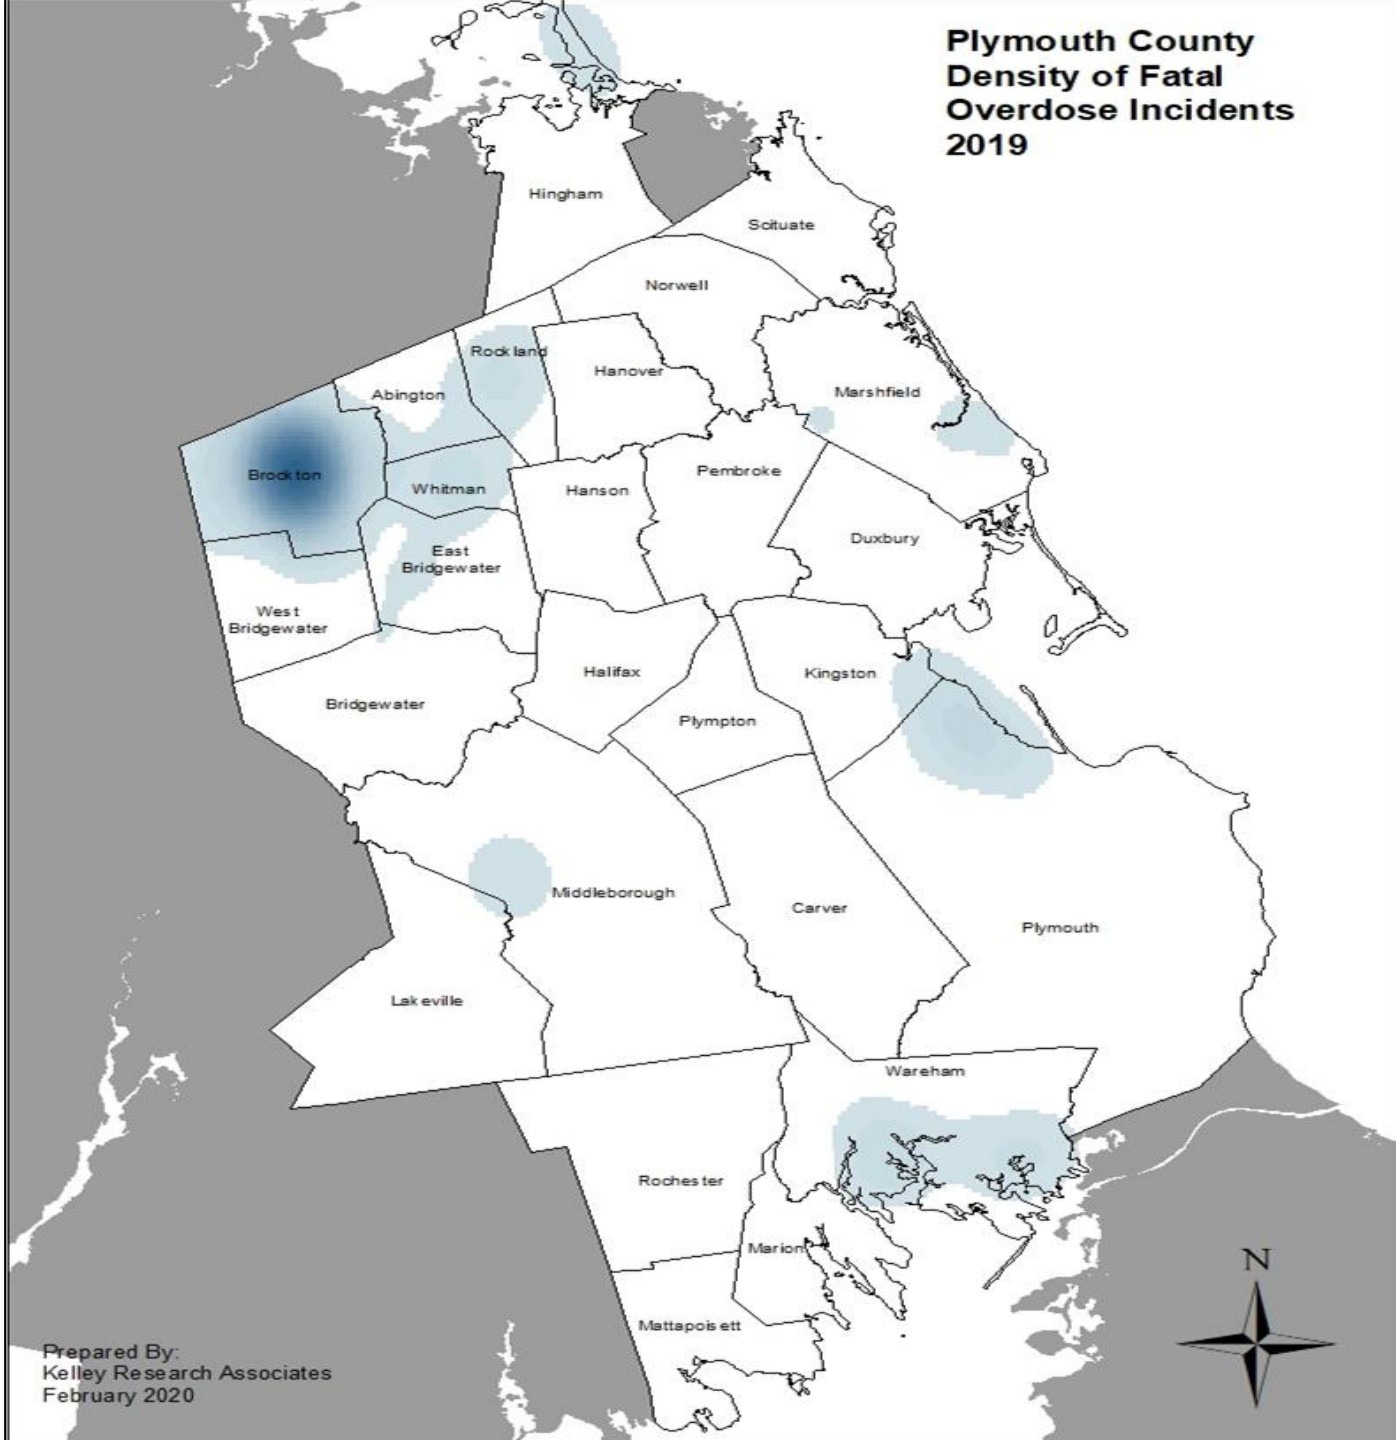 Plymouth County
Density of Fatal
Overdose Incidents
2019
Hingham
Scituate
Norwell
Rockland
Hanover
Abington
Marshfield
Brockton
Whitman
Hanson
Pembroke
Duxbury
East
Bridgewater
West
Bridgewater
Halifax
Kingston
Bridgewater
Plympton
Middleborough
Carver
Plymouth
Lakeville
Wareham
Rochester
Marion
Mattapoisett
N
Prepared By:
Kelley Research Associates
February 2020